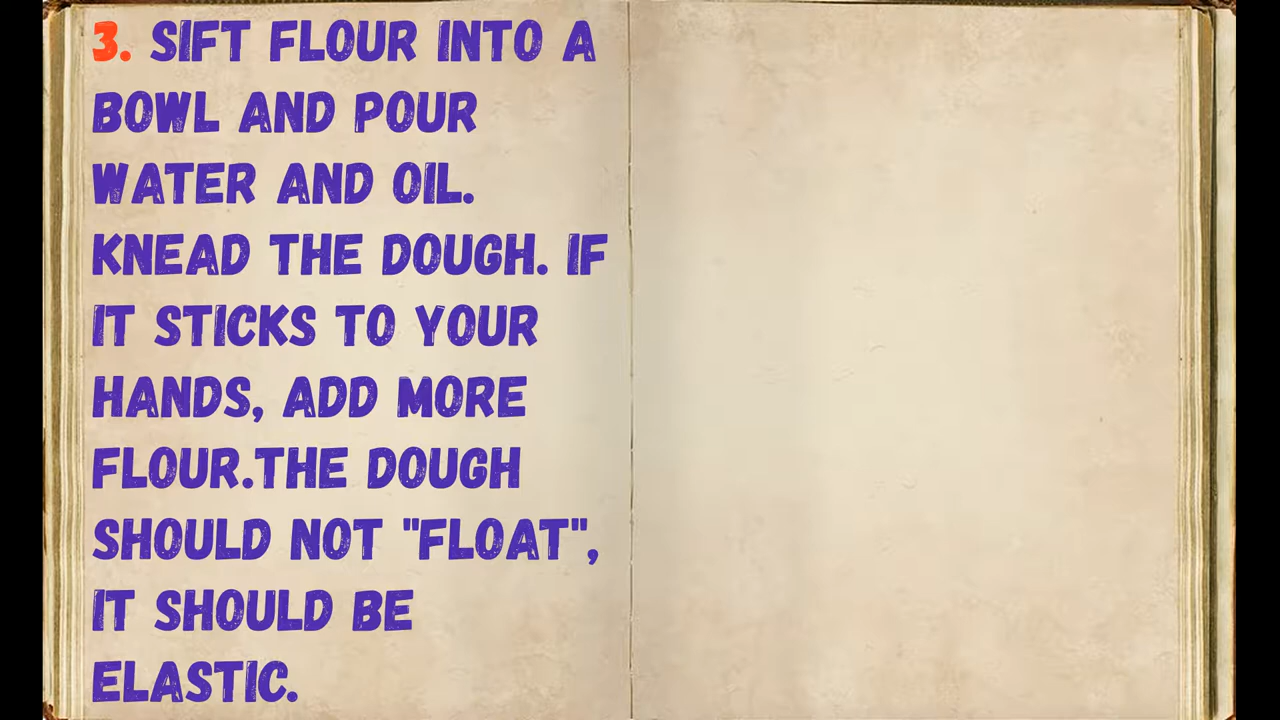 3. SIFT FLOUR INTO A
BOWL AND POUR
WATER AND OIL.
KNEAD THE DOUGH. IF
IT STICKS TO YOUR
HANDS, ADD MORE
FLOUR.THE DOUGH
SHOULD NOT "FLOAT",
IT SHOULD BE
ELASTIC.